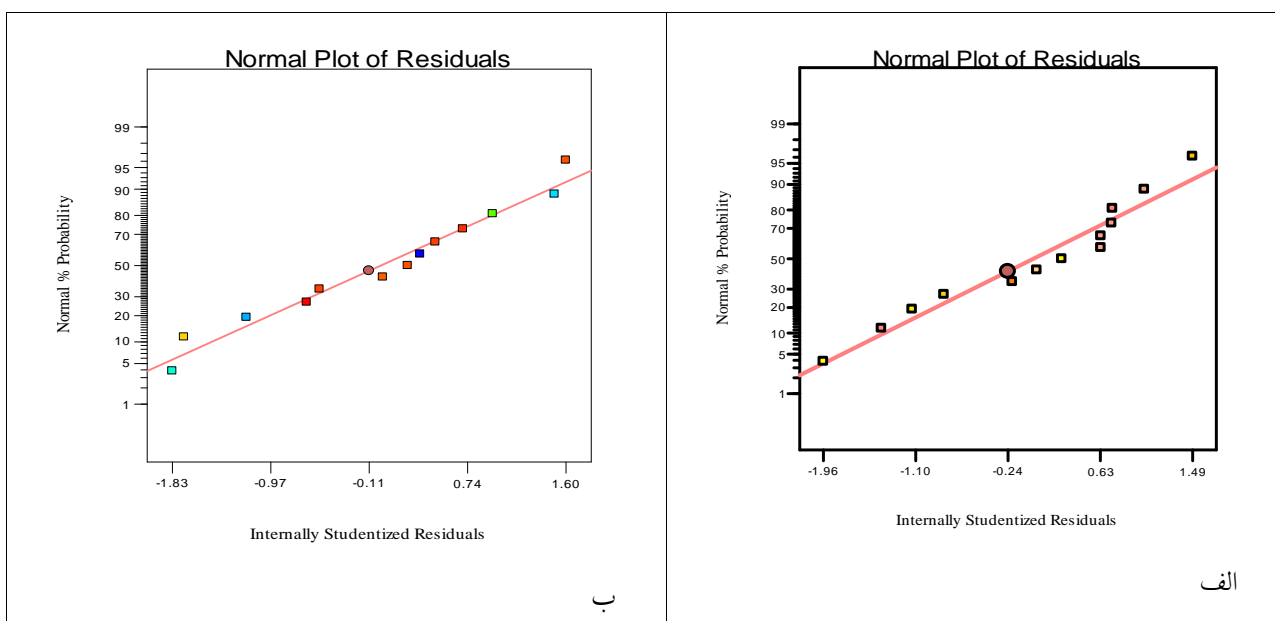 Normal Plot of Residuals
Normal % Probability
99
95
90
80
70
50
30
20
10
5
1
-1.83 -0.97 -0.11 0.74 1.60
Internally Studentized Residuals
ب
Normal Plot of Residuals
Normal % Probability
99
95
90
80
70
50
30
20
10
5
1
-1.96 -1.10 -0.24 0.63 1.49
Internally Studentized Residuals
الف